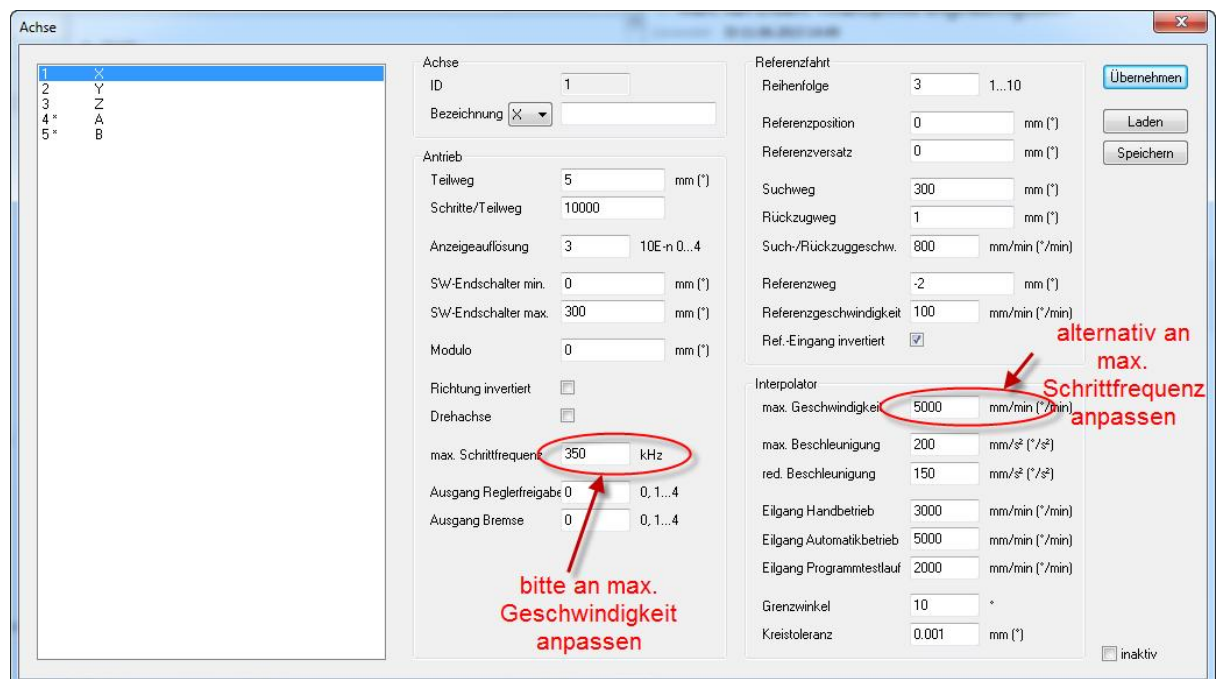 Achse
1 X
2 Y
3 Z
4 * A
5 * B
Achse
ID 1
Bezeichnung X
Antrieb
Teilweg 5 mm (°)
Schritte/Teilweg 10000
Anzeigeauflösung 3 10E-n 0...4
SW-Endschalter min. 0 mm (°)
SW-Endschalter max. 300 mm (°)
Modulo 0 mm (°)
Richtung invertiert
Drehachse
max. Schrittfrequenz 350 kHz
Ausgang Reglerfreigabe 0 0, 1...4
Ausgang Bremse 0 0, 1...4
bitte an max.
Geschwindigkeit
anpassen
Referenzfahrt
Reihenfolge 3 1...10
Referenzposition 0 mm (°)
Referenzversatz 0 mm (°)
Suchweg 300 mm (°)
Rückzugweg 1 mm (°)
Such-/Rückzuggeschw. 800 mm/min (°/min)
Referenzweg -2 mm (°)
Referenzgeschwindigkeit 100 mm/min (°/min)
Ref.-Eingang invertiert
alternativ an
max.
Schrittfrequenz
anpassen
Interpolator
max. Geschwindigkei 5000 mm/min (°/min)
max. Beschleunigung 200 mm/s² (°/s²)
red. Beschleunigung 150 mm/s² (°/s²)
Eilgang Handbetrieb 3000 mm/min (°/min)
Eilgang Automatikbetrieb 5000 mm/min (°/min)
Eilgang Programmtestlauf 2000 mm/min (°/min)
Grenzwinkel 10 °
Kreistoleranz 0.001 mm (°)
Übernehmen
Laden
Speichern
inaktiv